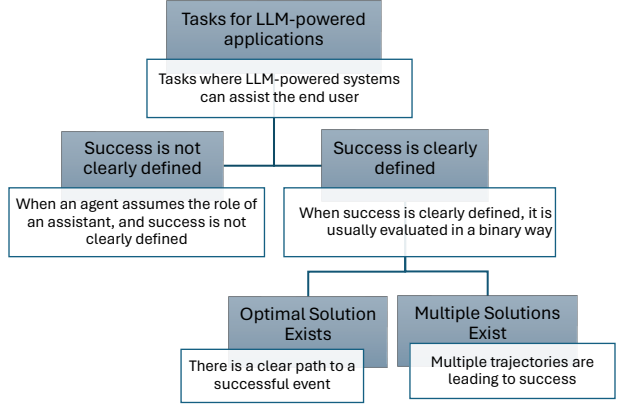 Tasks for LLM-powered
applications
Tasks where LLM-powered systems
can assist the end user
Success is not
clearly defined
When an agent assumes the role of
an assistant, and success is not
clearly defined
Success is clearly
defined
When success is clearly defined, it is
usually evaluated in a binary way
Optimal Solution
Exists
There is a clear path to a
successful event
Multiple Solutions
Exist
Multiple trajectories are
leading to success